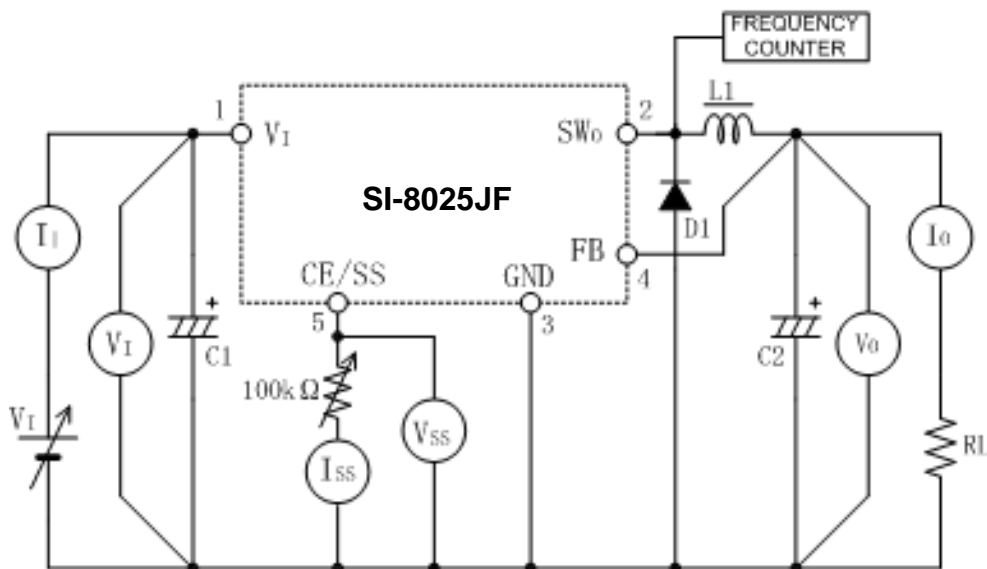 FREQUENCY
COUNTER
L1
1
2
VI
SWO
SI-8025JF
II
D1
IO
FB
CE/SS
GND
4
5
3
+
+
VI
C1
C2
VO
100kΩ
VI
VSS
ISS
RL